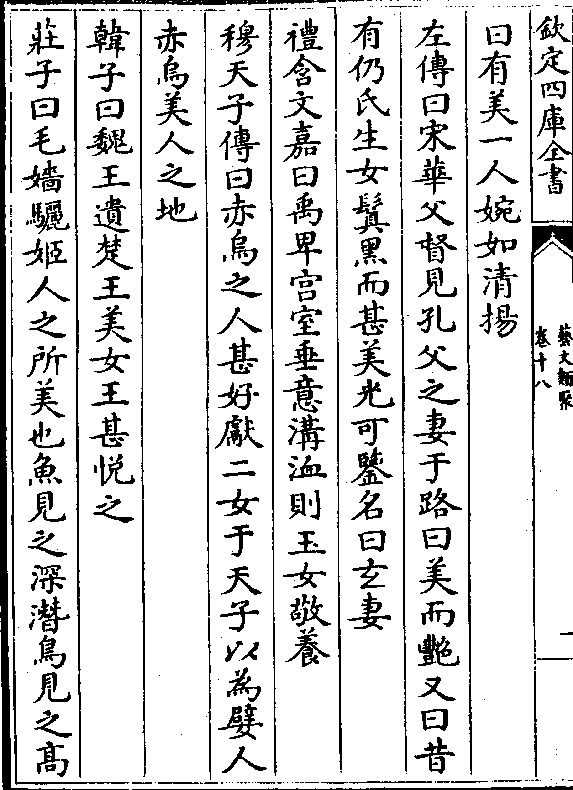 欽定四庫全書
藝文類聚
卷十八
一
曰有美一人婉如清揚
左傳曰宋華父督見孔父之妻于路曰美而艷又曰昔
有仍氏生女鬒黑而甚美光可鑒名曰玄妻
禮含文嘉曰禹卑宫室垂意溝洫則玉女敬養
穆天子傳曰赤烏之人甚好獻二女于天子以為嬖人
赤烏美人之地
韓子曰魏王遺楚王美女王甚悦之
莊子曰毛嬙驪姬人之所美也魚見之深潛鳥見之高